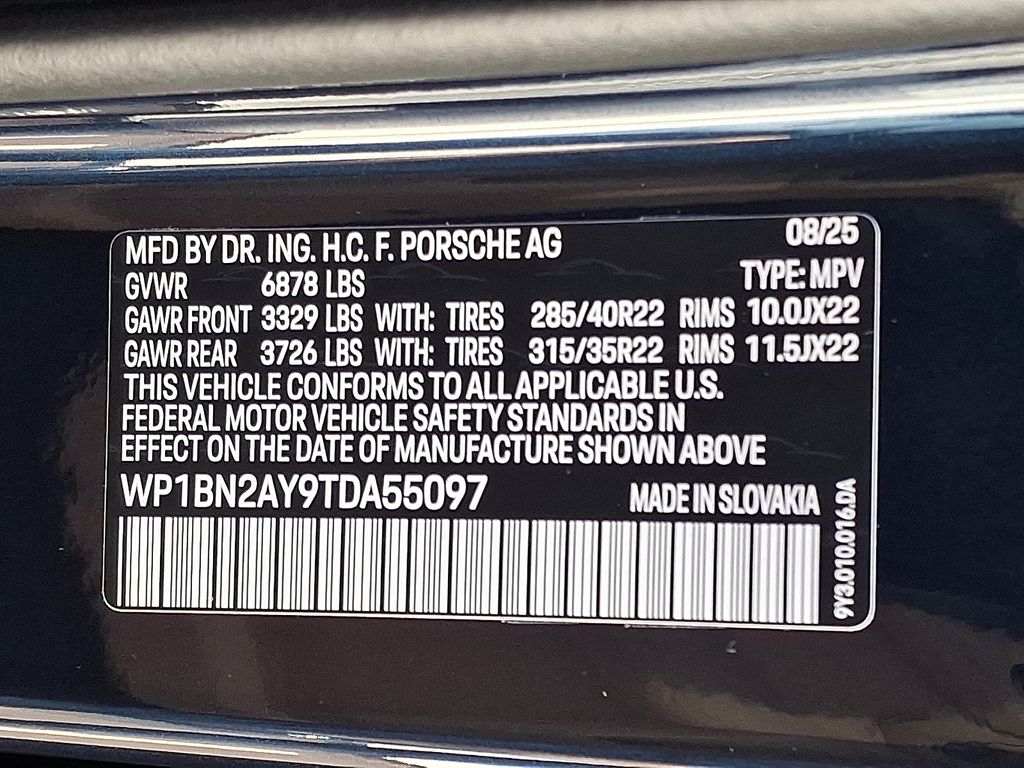 MFD BY DR. ING. H.C. F. PORSCHE AG 08/25
GVWR 6878 LBS TYPE: MPV
GAWR FRONT 3329 LBS WITH: TIRES 285/40R22 RIMS 10.0JX22
GAWR REAR 3726 LBS WITH: TIRES 315/35R22 RIMS 11.5JX22
THIS VEHICLE CONFORMS TO ALL APPLICABLE U.S.
FEDERAL MOTOR VEHICLE SAFETY STANDARDS IN
EFFECT ON THE DATE OF MANUFACTURE SHOWN ABOVE
WP1BN2AY9TDA55097 MADE IN SLOVAKIA
9Y3.010.016.DA